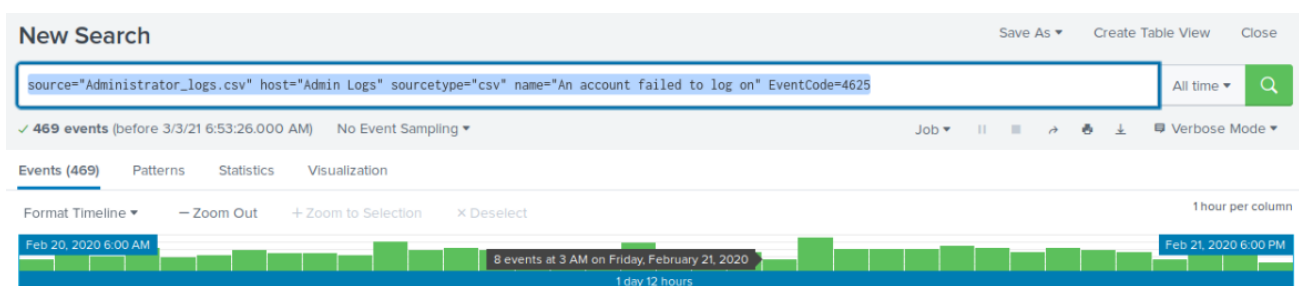 New Search
Save As ▾ Create Table View Close
source="Administrator_logs.csv" host="Admin Logs" sourcetype="csv" name="An account failed to log on" EventCode=4625
All time ▾
✓ 469 events (before 3/3/21 6:53:26.000 AM) No Event Sampling ▾
Job ▾ Verbose Mode ▾
Events (469) Patterns Statistics Visualization
Format Timeline ▾ — Zoom Out + Zoom to Selection × Deselect
1 hour per column
Feb 20, 2020 6:00 AM
Feb 21, 2020 6:00 PM
8 events at 3 AM on Friday, February 21, 2020
1 day 12 hours